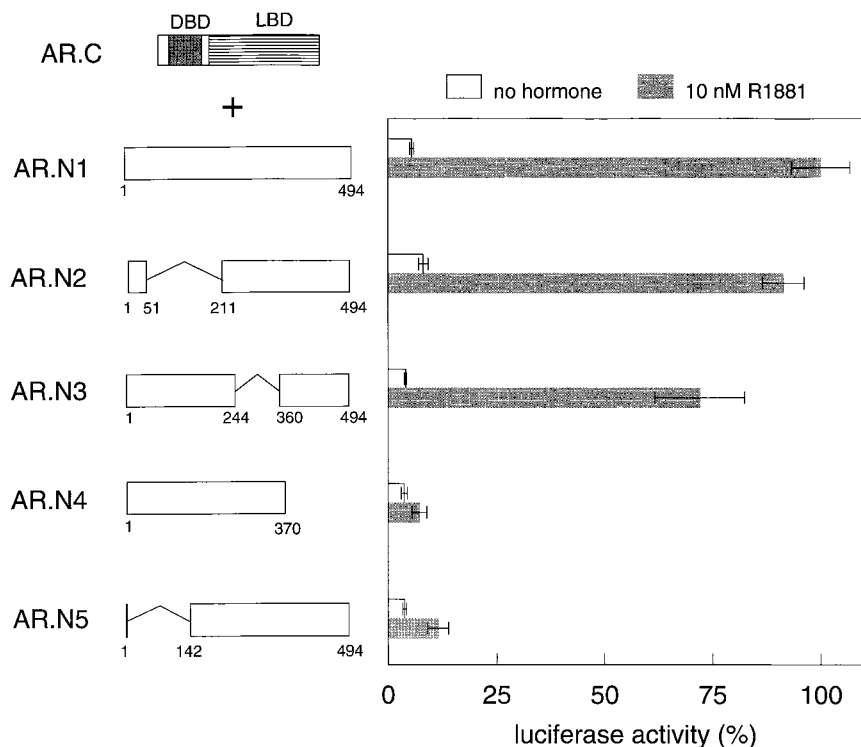 DBD LBD
AR.C
+
no hormone 10 nM R1881
AR.N1
1 494
AR.N2
1 51 211 494
AR.N3
1 244 360 494
AR.N4
1 370
AR.N5
1 142 494
0 25 50 75 100
luciferase activity (%)